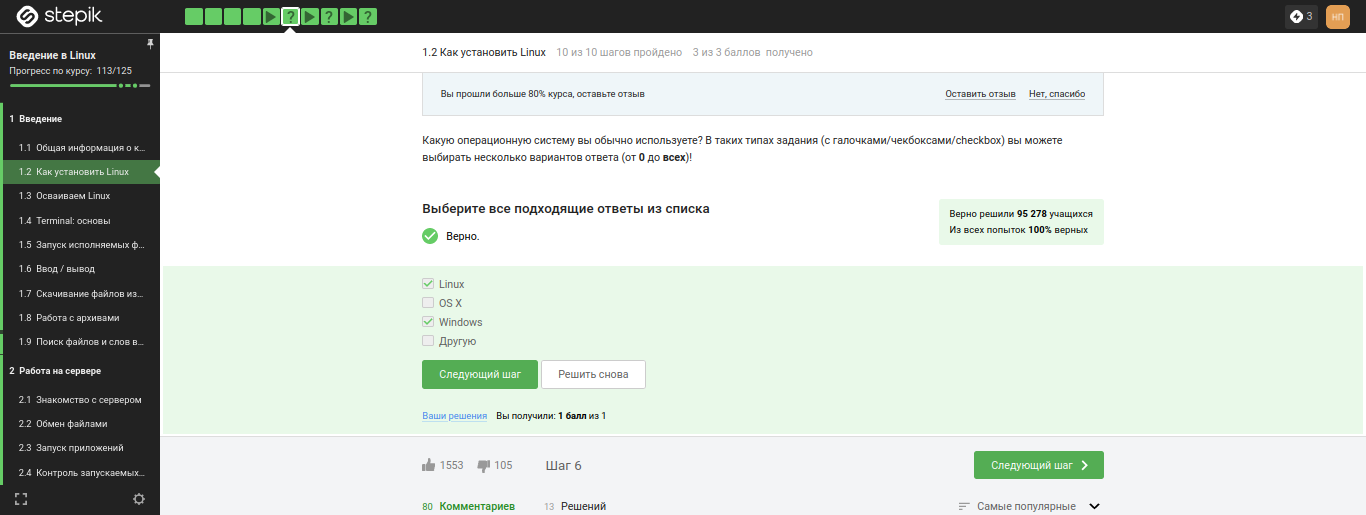 stepik
? ? ?
3
НП
Введение в Linux
Прогресс по курсу: 113/125
1 Введение
1.1 Общая информация о к...
1.2 Как установить Linux
1.3 Осваиваем Linux
1.4 Terminal: основы
1.5 Запуск исполняемых ф...
1.6 Ввод / вывод
1.7 Скачивание файлов из...
1.8 Работа с архивами
1.9 Поиск файлов и слов в...
2 Работа на сервере
2.1 Знакомство с сервером
2.2 Обмен файлами
2.3 Запуск приложений
2.4 Контроль запускаемых...
1.2 Как установить Linux 10 из 10 шагов пройдено 3 из 3 баллов получено
Вы прошли больше 80% курса, оставьте отзыв Оставить отзыв Нет, спасибо
Какую операционную систему вы обычно используете? В таких типах задания (с галочками/чекбоксами/checkbox) вы можете
выбирать несколько вариантов ответа (от 0 до всех)!
Выберите все подходящие ответы из списка
Верно решили 95 278 учащихся
Из всех попыток 100% верных
Верно.
Linux
OS X
Windows
Другую
Следующий шаг Решить снова
Ваши решения Вы получили: 1 балл из 1
1553 105 Шаг 6 Следующий шаг
80 Комментариев 13 Решений Самые популярные